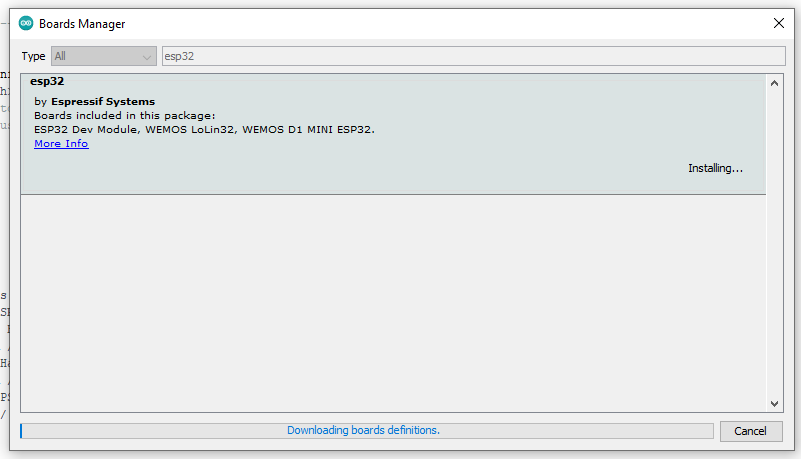 Boards Manager
Type All esp32
esp32
by Espressif Systems
Boards included in this package:
ESP32 Dev Module, WEMOS LoLin32, WEMOS D1 MINI ESP32.
More Info
Installing...
Downloading boards definitions.
Cancel